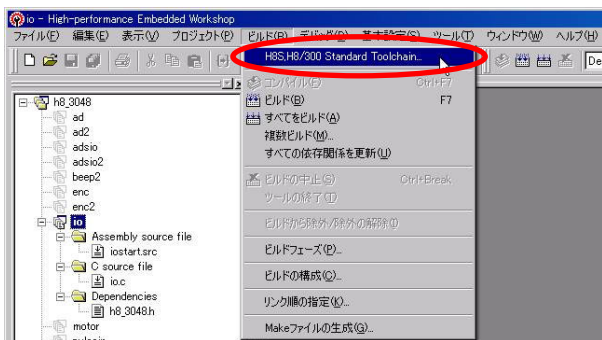 io - High-performance Embedded Workshop
ファイル(F) 編集(E) 表示(V) プロジェクト(P) ビルド(B) デバッグ(D) 基本設定(S) ツール(T) ウィンドウ(W) ヘルプ(H)
H8S,H8/300 Standard Toolchain...
De
コンパイル(F) Ctrl+F7
ビルド(B) F7
すべてをビルド(A)
複数ビルド(M)...
すべての依存関係を更新(U)
ビルドの中止(S) Ctrl+Break
ツールの終了(T)
ビルドから除外/除外の解除(I)
ビルドフェーズ(P)...
ビルドの構成(C)...
リンク順の指定(K)...
Makeファイルの生成(G)...
h8_3048
ad
ad2
adsio
adsio2
beep2
enc
enc2
io
Assembly source file
iostart.src
C source file
io.c
Dependencies
h8_3048.h
motor